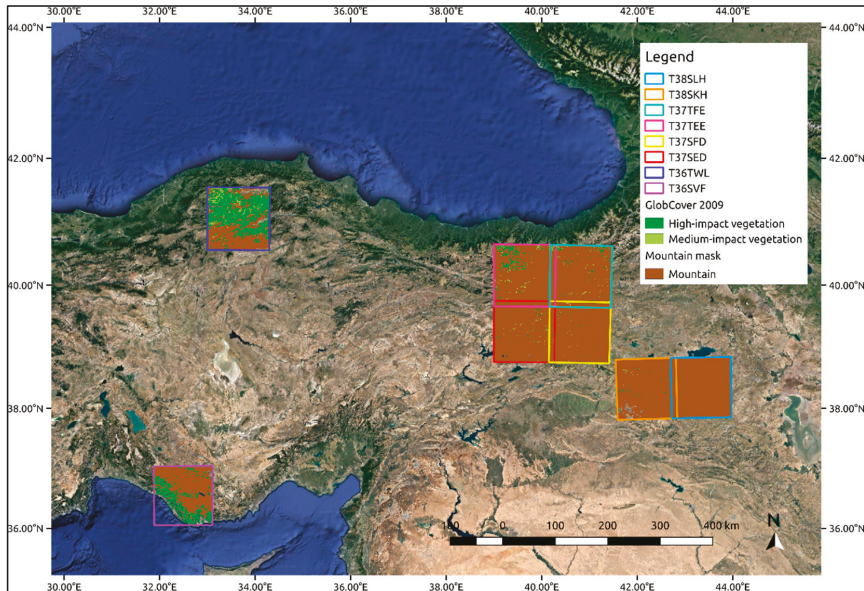 30.00°E 32.00°E 34.00°E 36.00°E 38.00°E 40.00°E 42.00°E 44.00°E
44.00°N 44.00°N
Legend
T38SLH
T38SKH
T37TFE
T37TEE
T37SFD
T37SED
T36TWL
T36SVF
GlobCover 2009
High-impact vegetation
Medium-impact vegetation
Mountain mask
Mountain
42.00°N 42.00°N
40.00°N 40.00°N
38.00°N 38.00°N
36.00°N 36.00°N
100 0 100 200 300 400 km
N
30.00°E 32.00°E 34.00°E 36.00°E 38.00°E 40.00°E 42.00°E 44.00°E